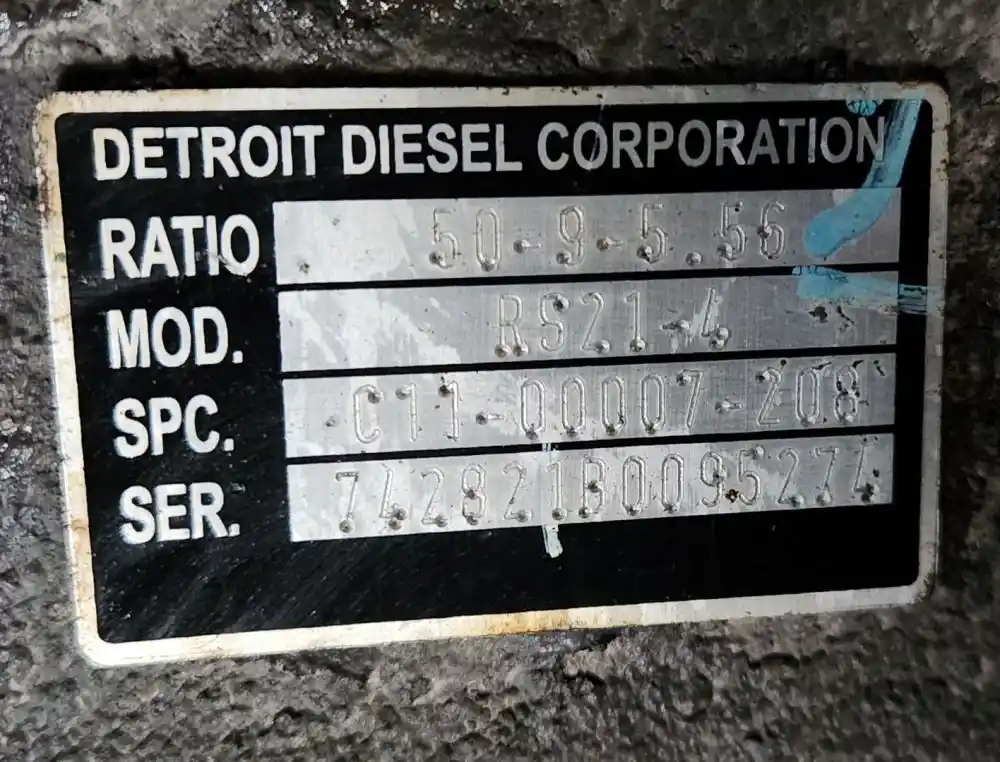 DETROIT DIESEL CORPORATION
RATIO 50-9-5.56
MOD. RS21-4
SPC. C11-00007-208
SER. 742821B0095274